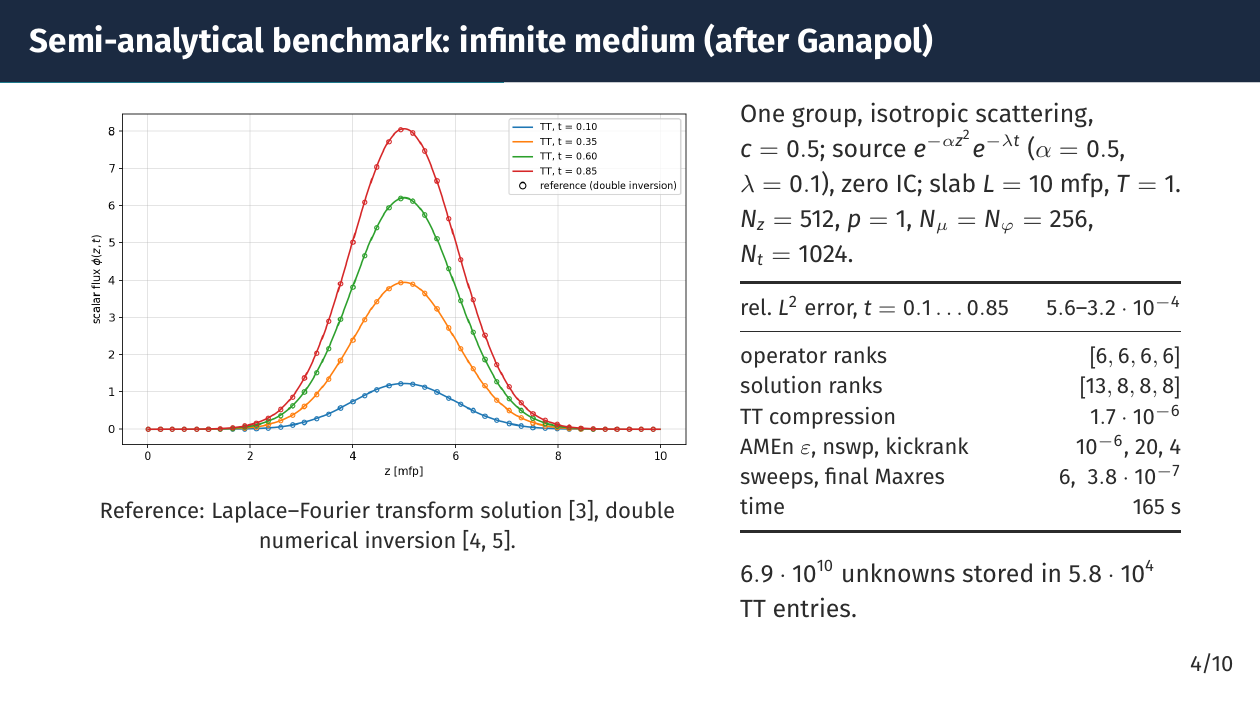 Semi-analytical benchmark: infinite medium (after Ganapol)
8
7
6
5
4
3
2
1
0
scalar flux ϕ(z, t)
0
2
4
6
8
10
z [mfp]
TT, t = 0.10
TT, t = 0.35
TT, t = 0.60
TT, t = 0.85
reference (double inversion)
Reference: Laplace–Fourier transform solution [3], double
numerical inversion [4, 5].
One group, isotropic scattering,
c = 0.5; source e^{−αz²}e^{−λt} (α = 0.5,
λ = 0.1), zero IC; slab L = 10 mfp, T = 1.
N_z = 512, p = 1, N_μ = N_φ = 256,
N_t = 1024.
rel. L² error, t = 0.1 … 0.85 5.6–3.2 · 10⁻⁴
operator ranks [6, 6, 6, 6]
solution ranks [13, 8, 8, 8]
TT compression 1.7 · 10⁻⁶
AMEn ε, nswp, kickrank 10⁻⁶, 20, 4
sweeps, final Maxres 6, 3.8 · 10⁻⁷
time 165 s
6.9 · 10¹⁰ unknowns stored in 5.8 · 10⁴
TT entries.
4/10